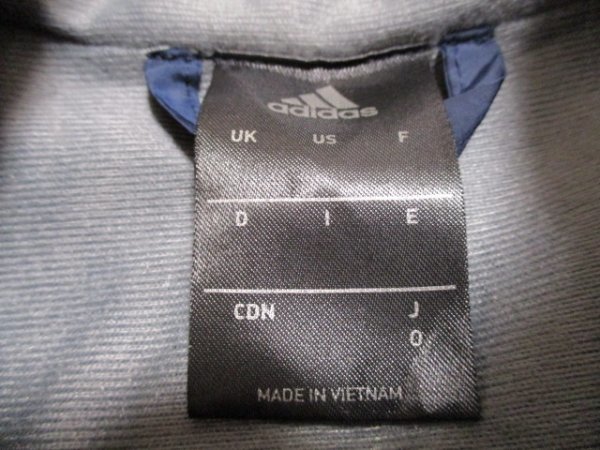 adidas
UK US F
D I E
CDN J
O
MADE IN VIETNAM